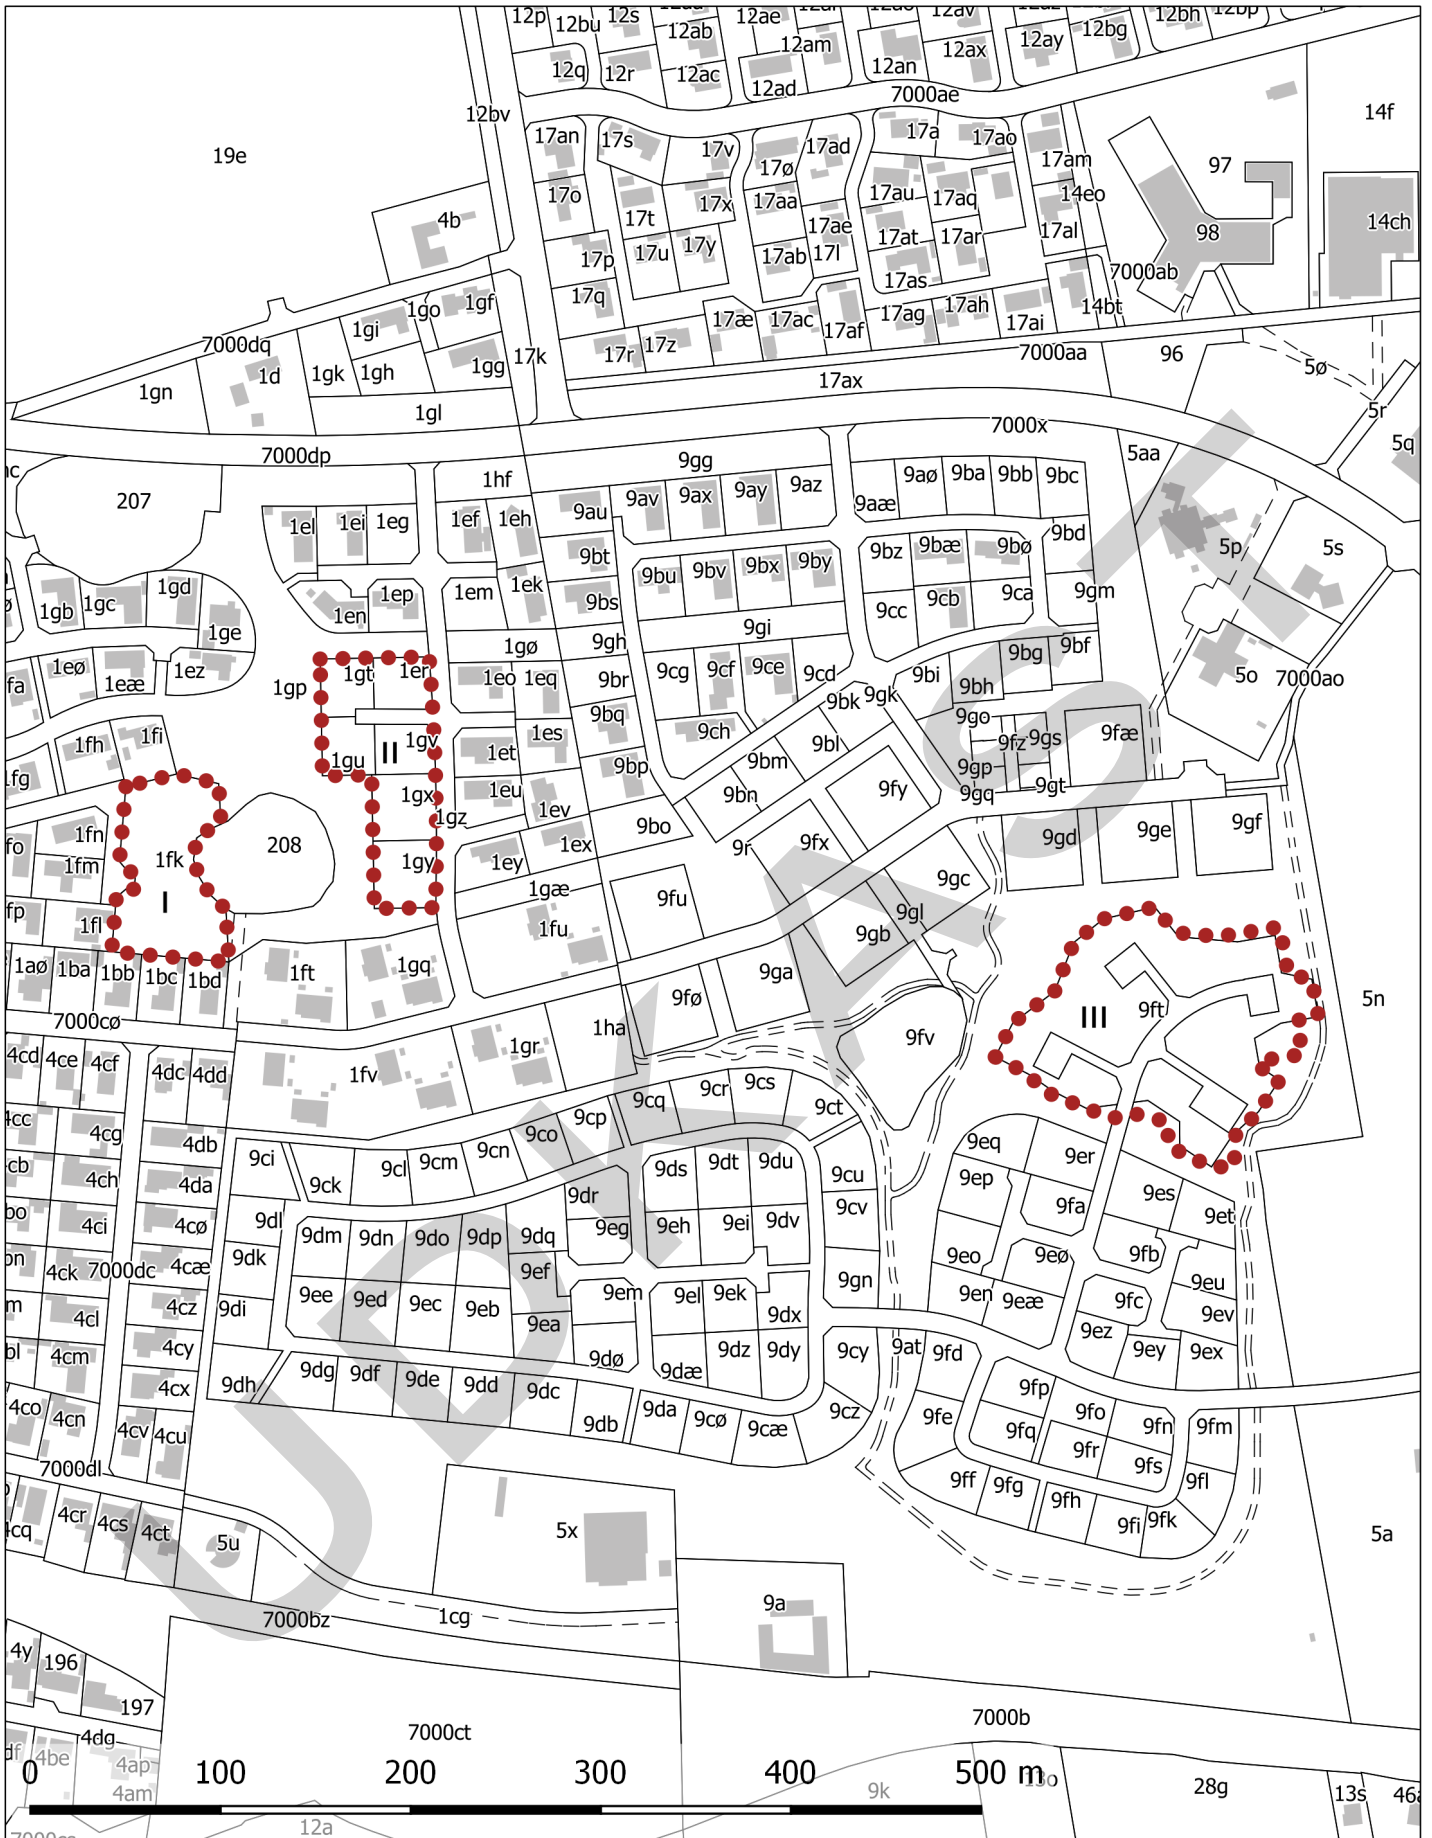 12p 12bu 12s 12ae 12av 12bh 12bp
12ab 12am 12ay 12bg
12q 12r 12ac 12ad 12an 12ax
7000ae
12bv
19e
14f
17an 17s 17v 17ø 17ad 17a 17ao 17am
97
17o 17t 17x 17aa 17ae 17au 17aq 14eo
4b
98
14ch
17p 17u 17y 17ab 17l 17at 17ar 17al
7000ab
17q 17as
1go 1gf
1gi
17r 17z 17æ 17ac 17af 17ag 17ah 17ai 14bt
7000dq
1gn 1d 1gk 1gh 1gg 17k
7000aa
96
5ø
17ax
1gl
5r
7000x
5q
7000dp
9gg
5aa
207
1hf
9av 9ax 9ay 9az 9aæ 9aø 9ba 9bb 9bc
1el 1ei 1eg 1ef 1eh 9au
9bt 9bu 9bv 9bx 9by 9bz 9bæ 9bø 9bd
5p
5s
1gb 1gc 1gd 1ge
1en 1ep 1em 1ek 9bs
9cc 9cb 9ca 9gm
9gi
1gø 9gh
1eø 1eæ 1ez
fa
1gp
1gt 1er
1eo 1eq 9br 9cg 9cf 9ce 9cd
9bi 9bh 9bg 9bf
5o
7000ao
9bq 9ch 9bk 9gk
9go
1fh 1fi
1gv
II
1gu
1et 1es
9bl
9fz 9gs 9fæ
1fg
9bp 9bm
9gp
9gt
9gq
1gx 1eu 1ev 9bn 9fy
1gz
9bo
fo 1fn
1fm 1fk
208
1gy 1ey 1ex
9r 9fx
9gd 9ge 9gf
I
1gæ 9fu
9gc
fp 1fl
1fu
9gl
9gb
1aø 1ba 1bb 1bc 1bd
1ft 1gq
9fø 9ga
5n
III
9ft
7000cø
1ha
9fv
4cd 4ce 4cf 4dc 4dd
1fv 1gr
9cq 9cr 9cs 9ct
4cc 4cg 4db
9ci 9ck 9cl 9cm 9cn 9co 9cp
9eq 9er
cb 4ch 4da
9dr 9ds 9dt 9du 9cu
9ep 9fa 9es 9et
bo 4ci 4cø
9dl 9dm 9dn 9do 9dp 9dq 9eg 9eh 9ei 9dv 9cv
4ck 7000dc 4cæ
9dk 9ef
9eo 9eø 9fb
9gn
4cl 4cz
9di 9ee 9ed 9ec 9eb 9ea 9em 9el 9ek 9dx
9en 9eæ 9fc 9eu 9ev
bl 4cm 4cy
9dø 9dæ 9dz 9dy 9cy 9at 9fd
9ez 9ey 9ex
4cx
9dh 9dg 9df 9de 9dd 9dc
9fp
4co 4cn 4cv 4cu
9db 9da 9cø 9cæ 9cz
9fe 9fq 9fo 9fn 9fm
9fr 9fs
7000dl
9ff 9fg 9fh 9fl
9fi 9fk
4cq 4cr 4cs 4ct
5u
5x
5a
7000bz
1cg
9a
4y 196
197
7000ct
7000b
4dg
df 4be 4ap
4am
0 100 200 300 400 500 m
9k
28g
13s
12a
UDKAST